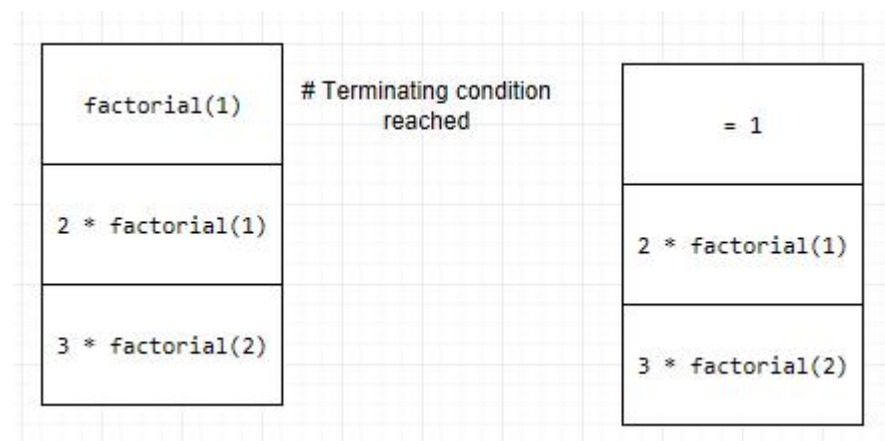 factorial(1)
# Terminating condition
reached
2 * factorial(1)
3 * factorial(2)
= 1
2 * factorial(1)
3 * factorial(2)